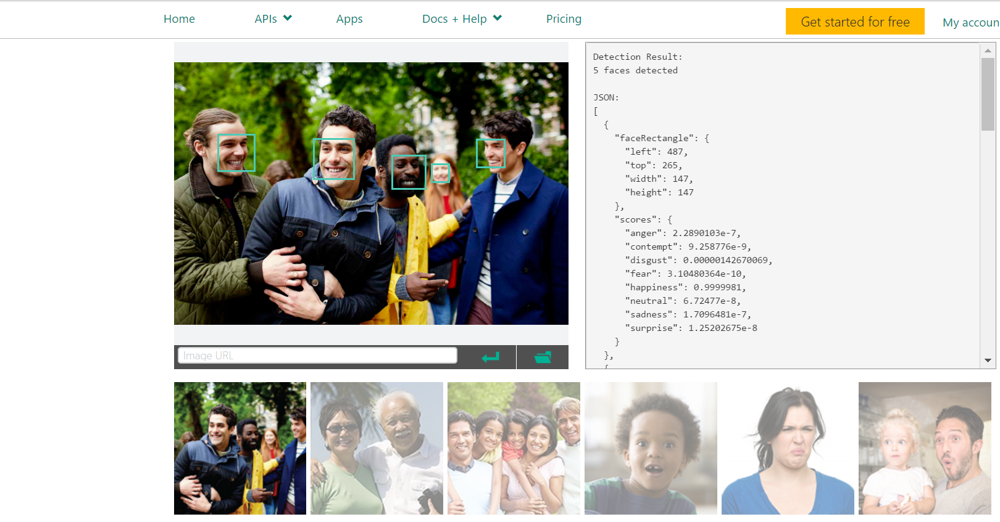 Home APIs Apps Docs + Help Pricing Get started for free My accoun
Detection Result:
5 faces detected
JSON:
[
{
"faceRectangle": {
"left": 487,
"top": 265,
"width": 147,
"height": 147
},
"scores": {
"anger": 2.2890103e-7,
"contempt": 9.258776e-9,
"disgust": 0.00000142670069,
"fear": 3.10480364e-10,
"happiness": 0.9999981,
"neutral": 6.72477e-8,
"sadness": 1.7096481e-7,
"surprise": 1.25202675e-8
}
},
{
Image URL